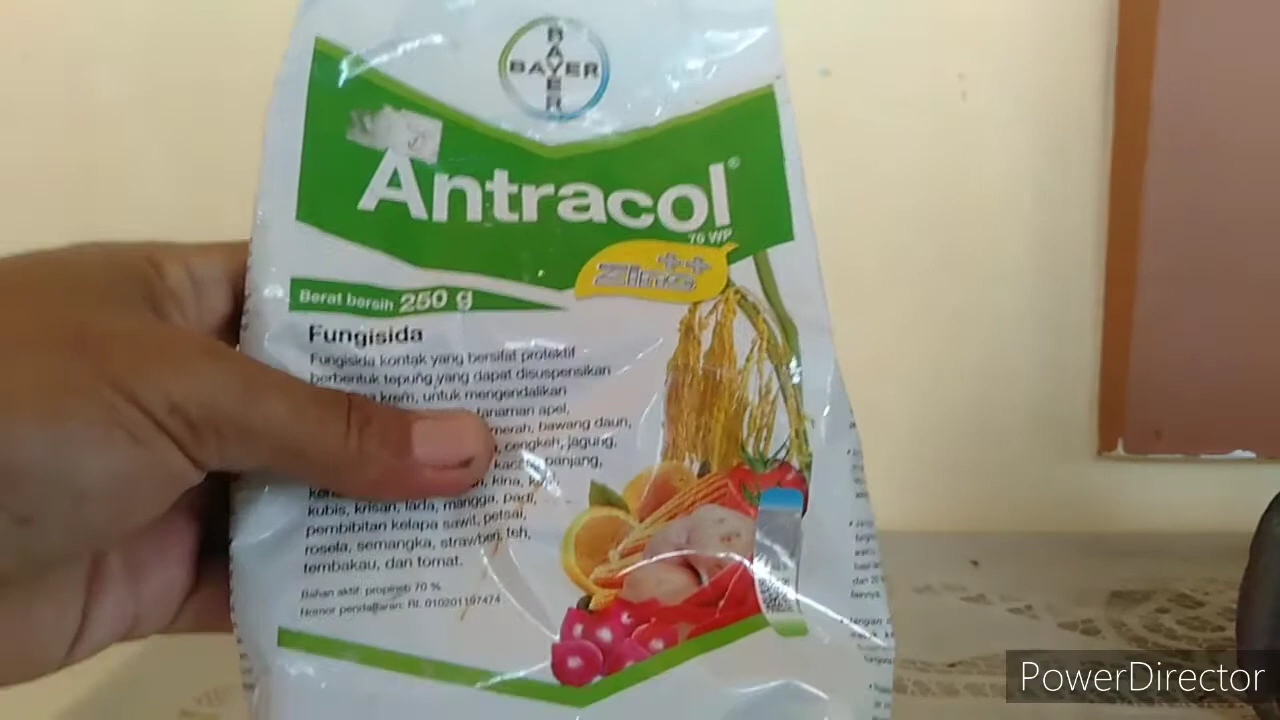 BAYER
BAYER
Antracol®
70 WP
Zinc++
Berat bersih 250 g
Fungisida
Fungisida kontak yang bersifat protektif
berbentuk tepung yang dapat disuspensikan
krem, untuk mengendalikan
tanaman apel,
merah, bawang daun,
cengkeh, jagung,
kacang panjang,
kina,
kubis, krisan, lada, mangga, padi,
pembibitan kelapa sawit, petsai,
rosela, semangka, strawberi, teh,
tembakau, dan tomat.
Bahan aktif: propineb 70 %
Nomor pendaftaran: RI. 010201197474
PowerDirector